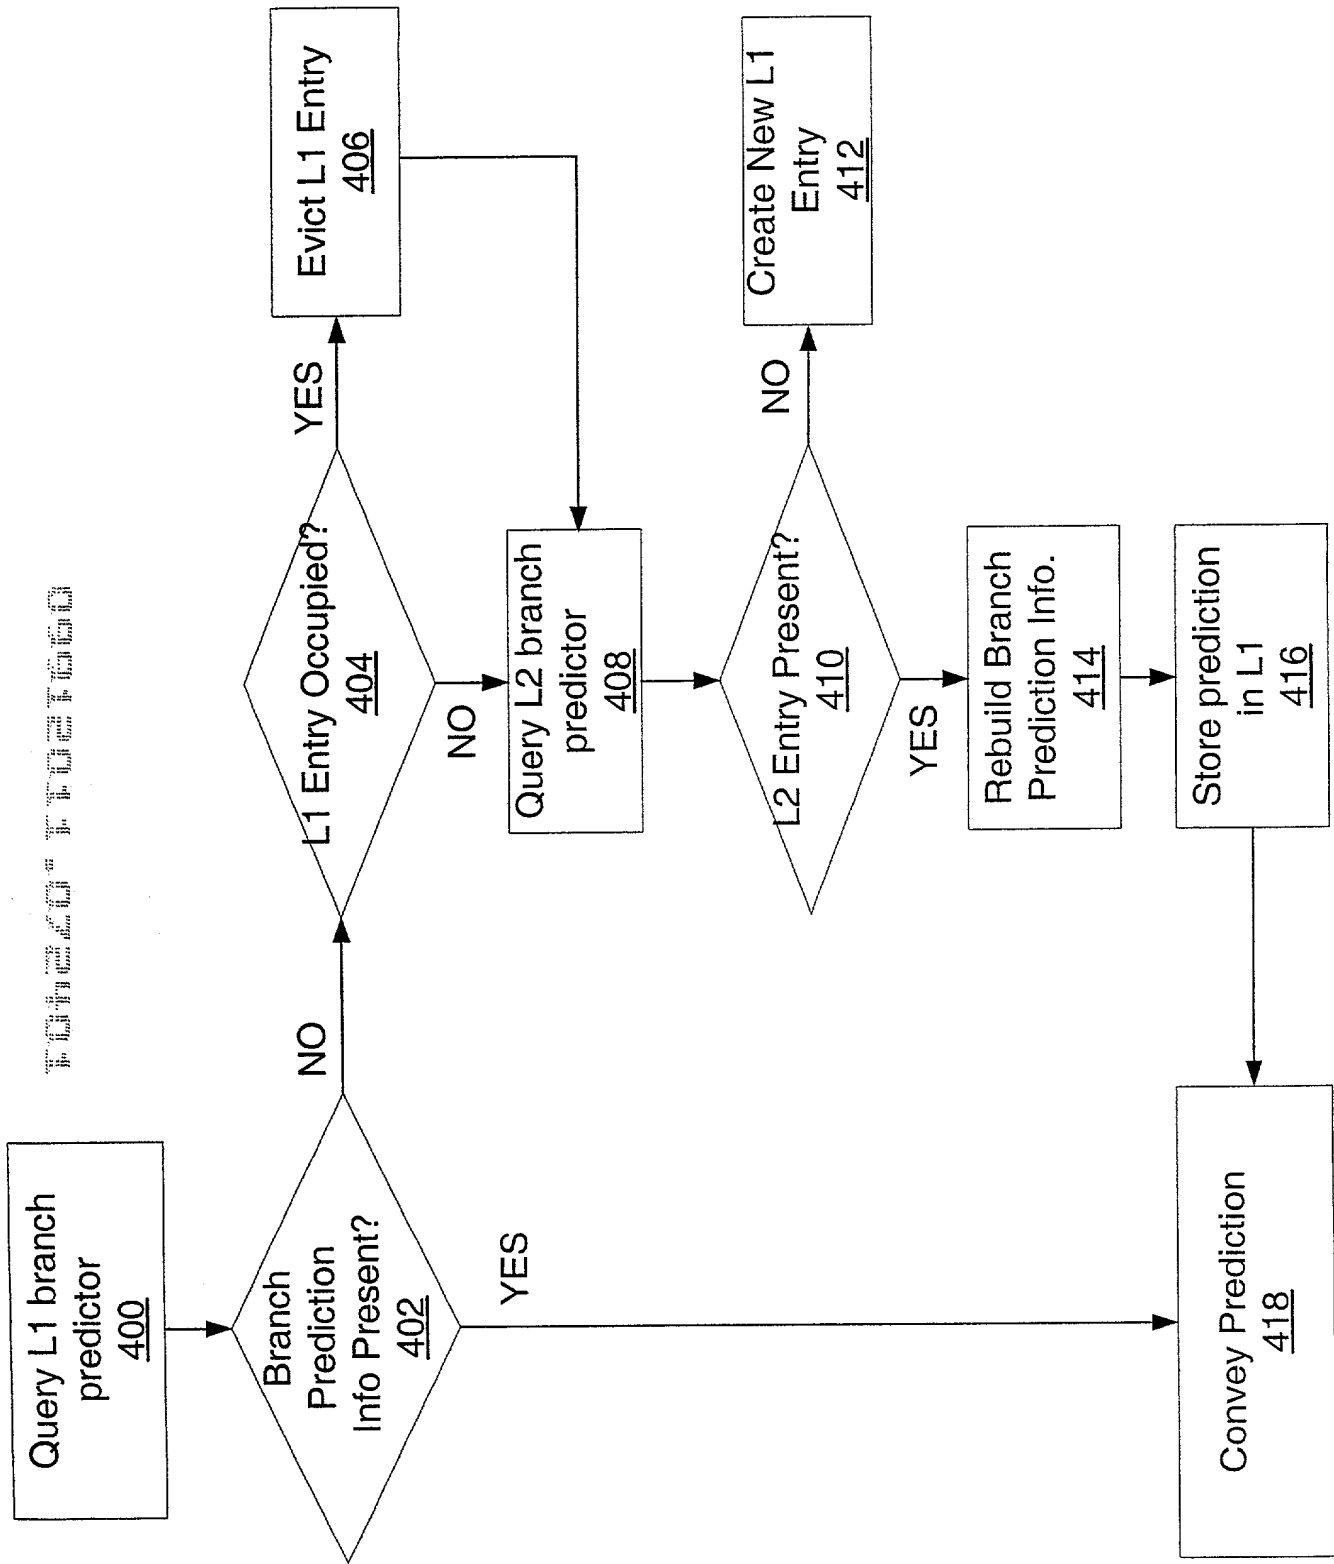 Query L1 branch
predictor
400
Branch
Prediction
Info Present?
402
NO
YES
L1 Entry Occupied?
404
YES
NO
Evict L1 Entry
406
Query L2 branch
predictor
408
L2 Entry Present?
410
NO
YES
Create New L1
Entry
412
Rebuild Branch
Prediction Info.
414
Store prediction
in L1
416
Convey Prediction
418